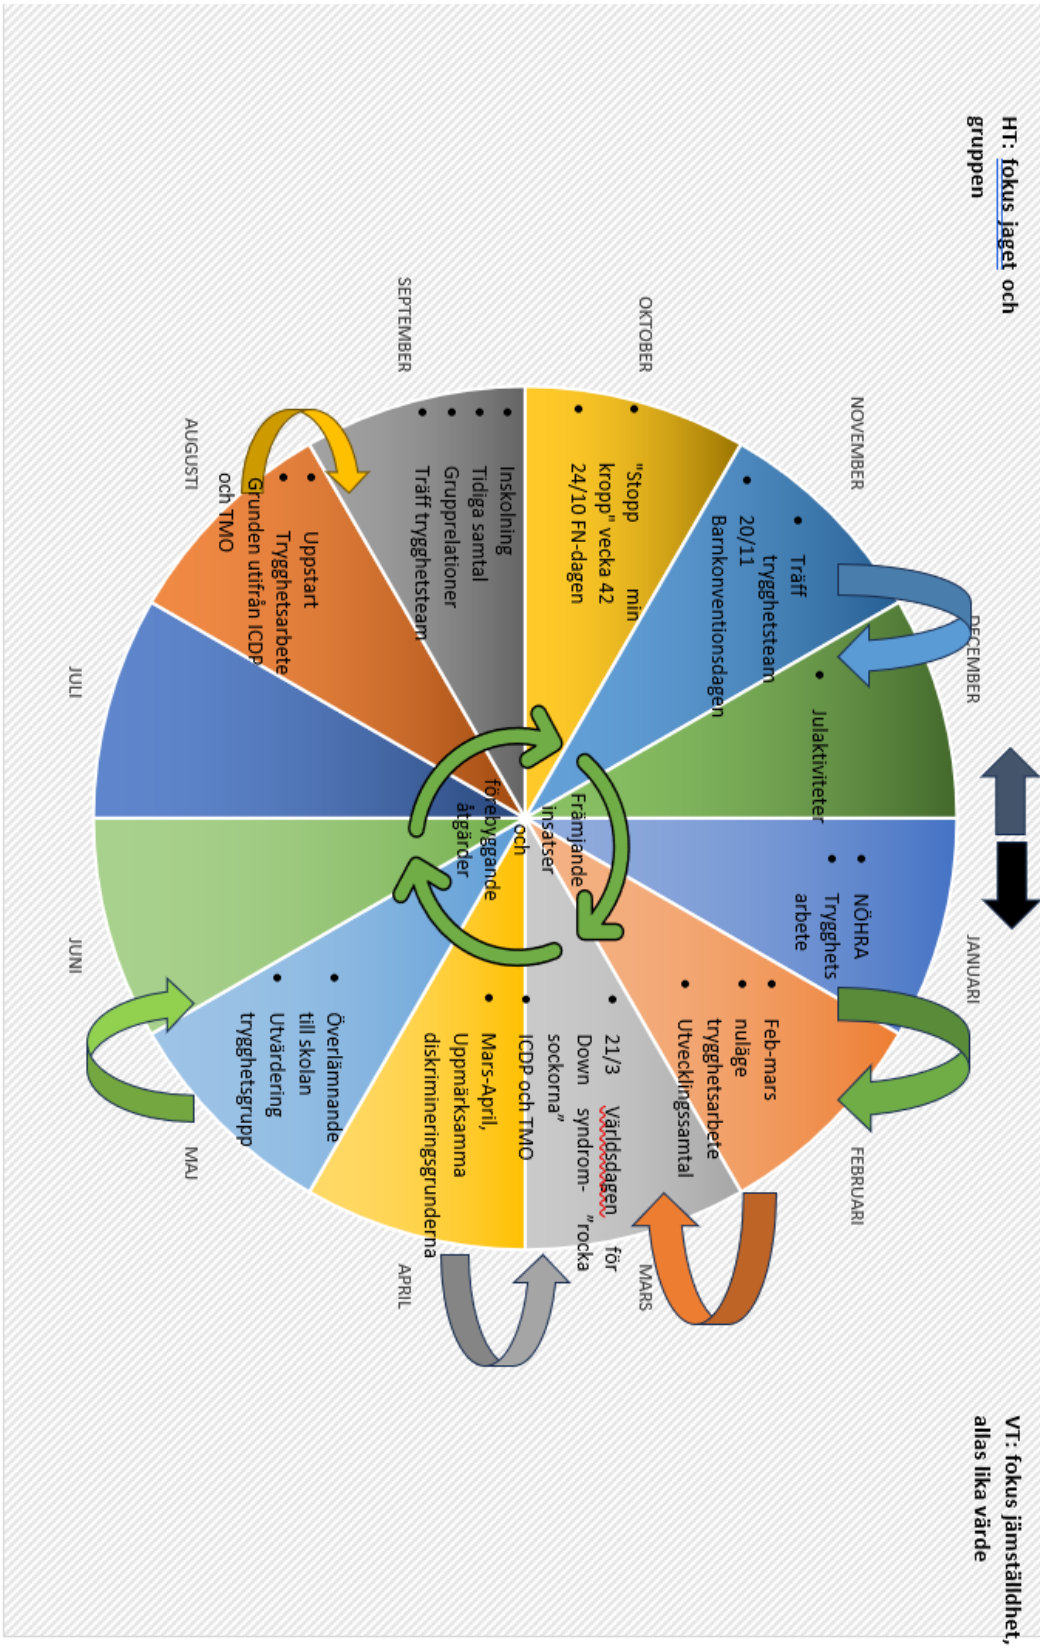 HT: fokus jaget och
gruppen
VT: fokus jämställdhet,
allas lika värde
JANUARI
• NÖHRA
• Trygghets
arbete
FEBRUARI
• Feb-mars
• nuläge
trygghetsarbete
• Utvecklingssamtal
MARS
• 21/3 Världsdagen för
Down syndrom- ”rocka
sockorna”
• ICDP och TMO
APRIL
• Mars-April,
Uppmärksamma
diskrimineringsgrunderna
MAJ
• Överlämnande
till skolan
• Utvärdering
trygghetsgrupp
JUNI
JULI
AUGUSTI
• Uppstart
• Trygghetsarbete
Grunden utifrån ICDP
och TMO
SEPTEMBER
• Inskolning
• Tidiga samtal
• Grupprelationer
• Träff trygghetsteam
OKTOBER
• "Stopp min
kropp" vecka 42
• 24/10 FN-dagen
NOVEMBER
• Träff
trygghetsteam
• 20/11
Barnkonventionsdagen
DECEMBER
• Julaktiviteter
Främjande
insatser
och
förebyggande
åtgärder